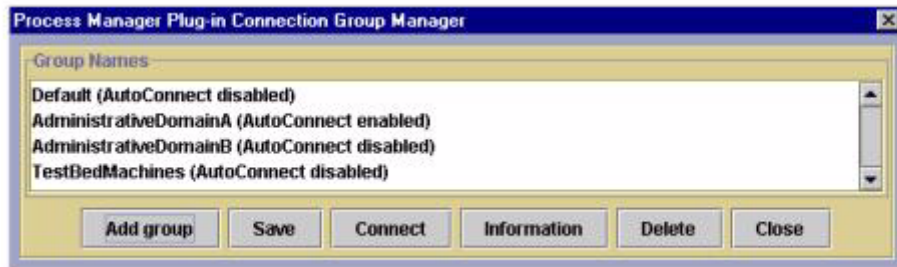 Process Manager Plug-in Connection Group Manager
Group Names
Default (AutoConnect disabled)
AdministrativeDomainA (AutoConnect enabled)
AdministrativeDomainB (AutoConnect disabled)
TestBedMachines (AutoConnect disabled)
Add group Save Connect Information Delete Close